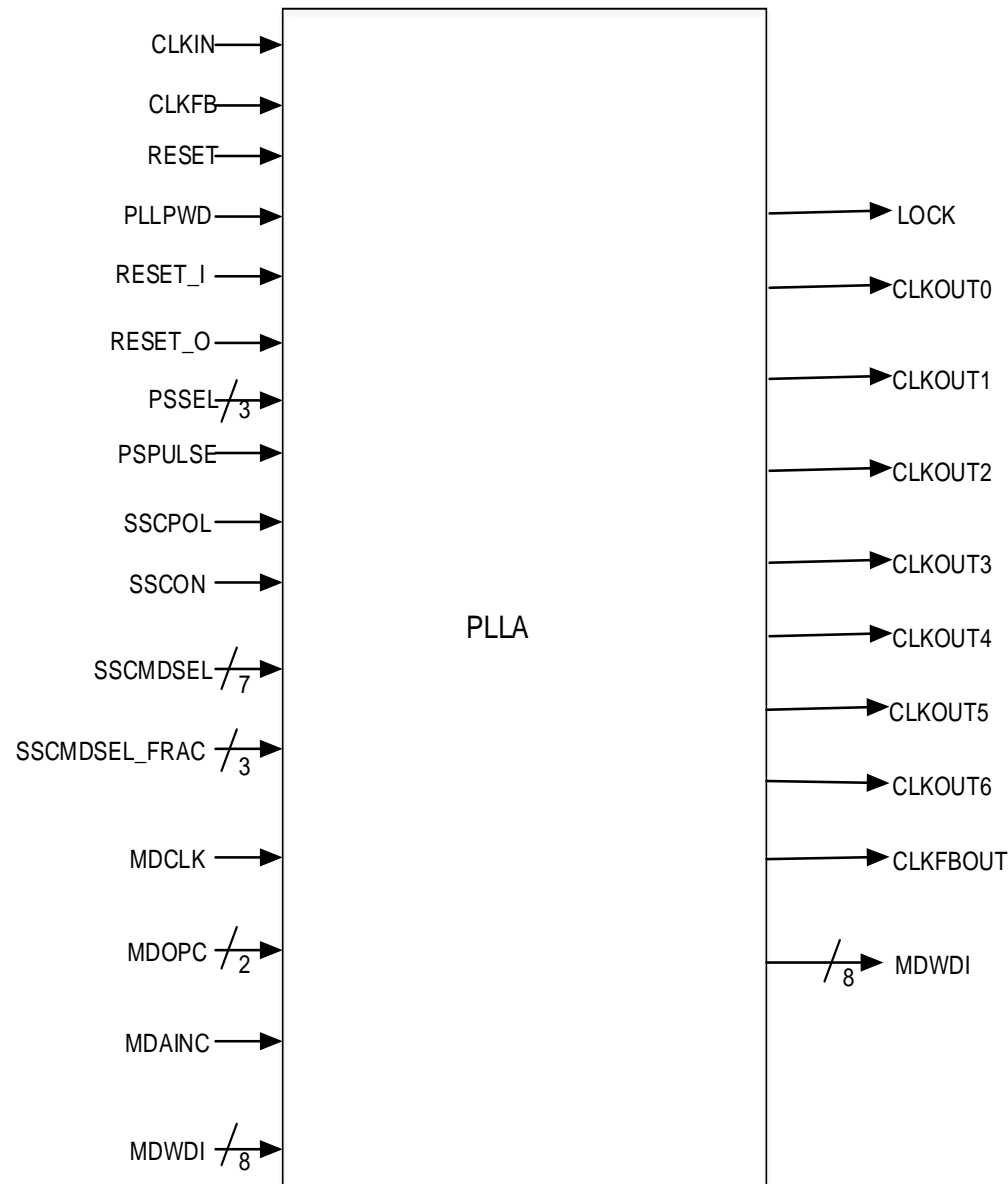 CLKIN
CLKFB
RESET
PLLPWD
RESET_I
RESET_O
PSSEL 3
PSPULSE
SSCPOL
SSCON
SSCMDSEL 7
SSCMDSEL_FRAC 3
MDCLK
MDOPC 2
MDAINC
MDWDI 8
PLLA
LOCK
CLKOUT0
CLKOUT1
CLKOUT2
CLKOUT3
CLKOUT4
CLKOUT5
CLKOUT6
CLKFBOUT
8 MDWDI